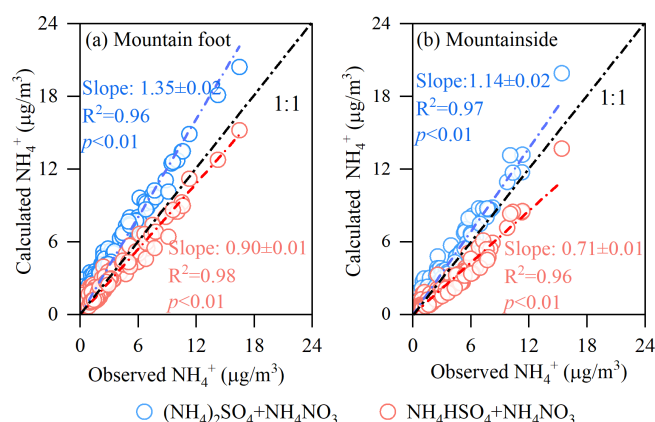 (a) Mountain foot
Slope: 1.35±0.02
R²=0.96
p<0.01
1:1
Slope: 0.90±0.01
R²=0.98
p<0.01
Calculated NH₄⁺ (μg/m³)
24
18
12
6
0
0 6 12 18 24
Observed NH₄⁺ (μg/m³)
(b) Mountainside
Slope:1.14±0.02
R²=0.97
p<0.01
1:1
Slope: 0.71±0.01
R²=0.96
p<0.01
Calculated NH₄⁺ (μg/m³)
24
18
12
6
0
0 6 12 18 24
Observed NH₄⁺ (μg/m³)
(NH₄)₂SO₄+NH₄NO₃ NH₄HSO₄+NH₄NO₃